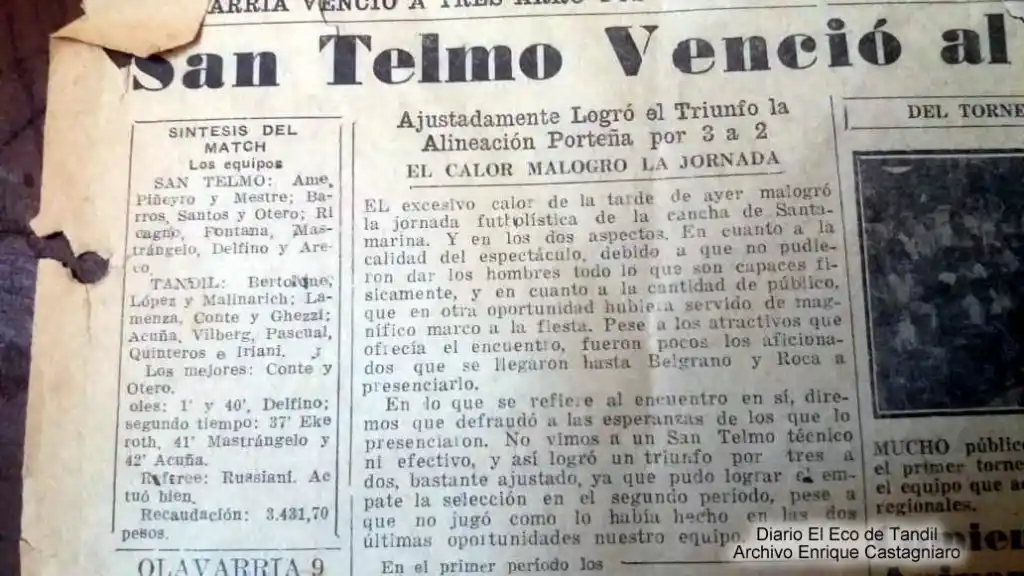 ARRIA VENCIO A TRES ARRO
San Telmo Venció al
SINTESIS DEL
MATCH
Los equipos
SAN TELMO: Ame,
Piñeyro y Mestre; Ba-
rros, Santos y Otero; Ri
cagno, Fontana, Mas-
trángelo, Delfino y Are-
co.
TANDIL:
López y Malinarich; La-
menza, Conte y Ghezzi;
Acuña, Vilberg, Pascual,
Quinteros e Iriani.
Los mejores: Conte y
Otero.
oles: 1' y 40', Delfino;
segundo tiempo: 37' Eke
roth, 41' Mastrángelo y
42' Acuña.
Referee: Russiani. Ac
tuó bien.
Recaudación: 3.431,70
pesos.
OLAVARRIA 9
Ajustadamente Logró el Triunfo la
Alineación Porteña por 3 a 2
EL CALOR MALOGRO LA JORNADA
EL excesivo calor de la tarde de ayer malogró
la jornada futbolística de la cancha de Santa-
marina. Y en los dos aspectos. En cuanto a la
calidad del espectáculo, debido a que no pudie-
ron dar los hombres todo lo que son capaces fí-
sicamente, y en cuanto a la cantidad de público,
que en otra oportunidad hubiera servido de mag-
nífico marco a la fiesta. Pese a los atractivos que
ofrecía el encuentro, fueron pocos los aficiona-
dos que se llegaron hasta Belgrano y Roca a
presenciarlo.
En lo que se refiere al encuentro en sí, dire-
mos que defraudó a las esperanzas de los que lo
presenciaron. No vimos a un San Telmo técnico
ni efectivo, y así logró un triunfo por tres a
dos, bastante ajustado, ya que pudo lograr el em-
pate la selección en el segundo período, pese a
que no jugó como lo había hecho en las dos
últimas oportunidades nuestro equipo.
En el primer período los
DEL TORNE
MUCHO públic
el primer torne
el equipo que a
regionales.
Diario El Eco de Tandil
Archivo Enrique Castagniaro